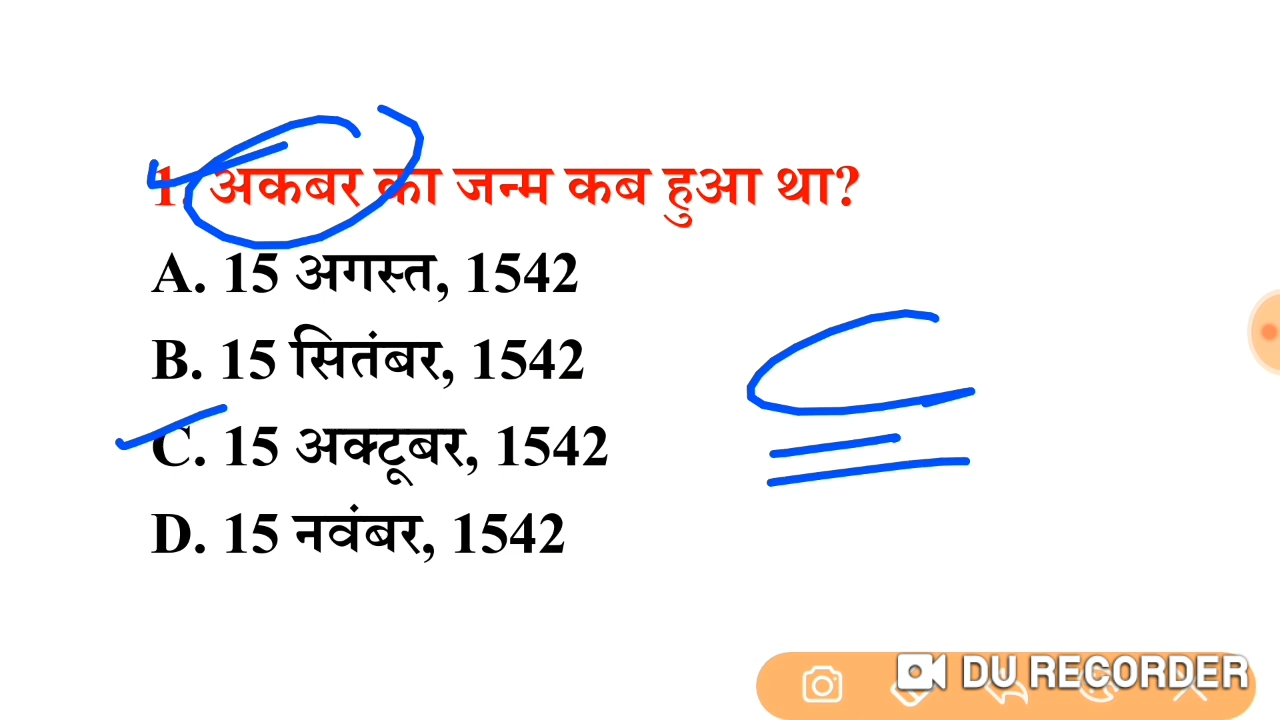 1. अकबर का जन्म कब हुआ था?
A. 15 अगस्त, 1542
B. 15 सितंबर, 1542
C. 15 अक्टूबर, 1542
D. 15 नवंबर, 1542
DU RECORDER